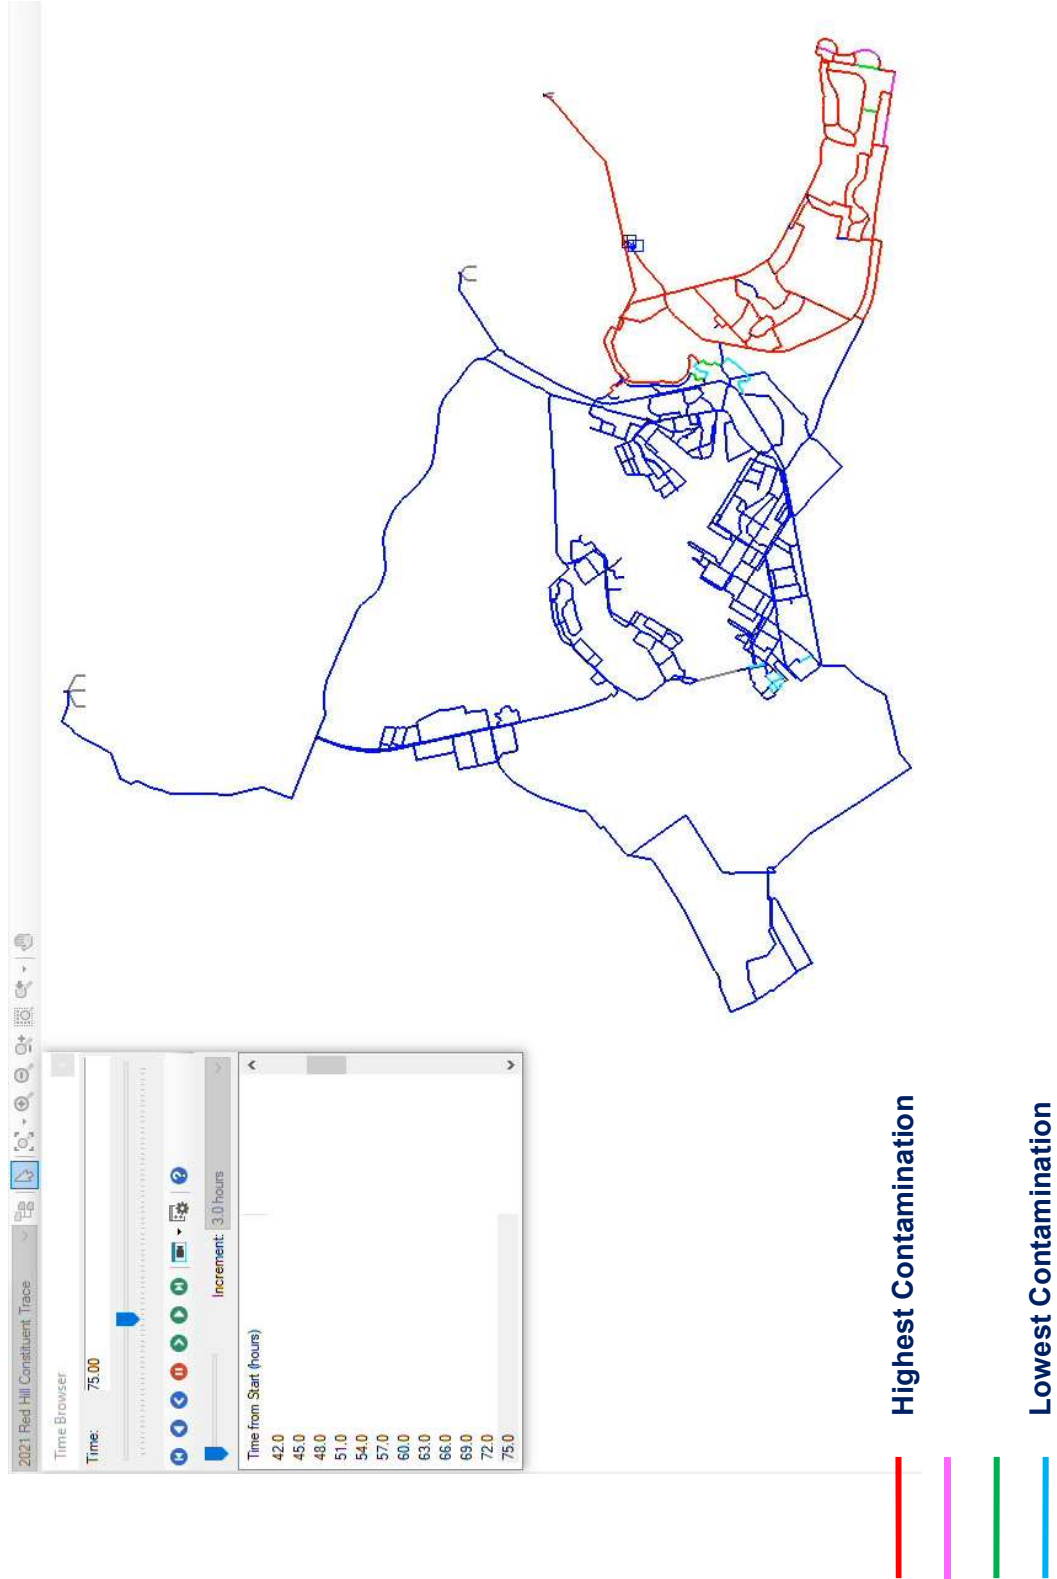 2021 Red Hill Constituent Trace
Time Browser
Time:
75.00
Increment: 3.0 hours
Time from Start (hours)
42.0
45.0
48.0
51.0
54.0
57.0
60.0
63.0
66.0
69.0
72.0
75.0
Highest Contamination
Lowest Contamination